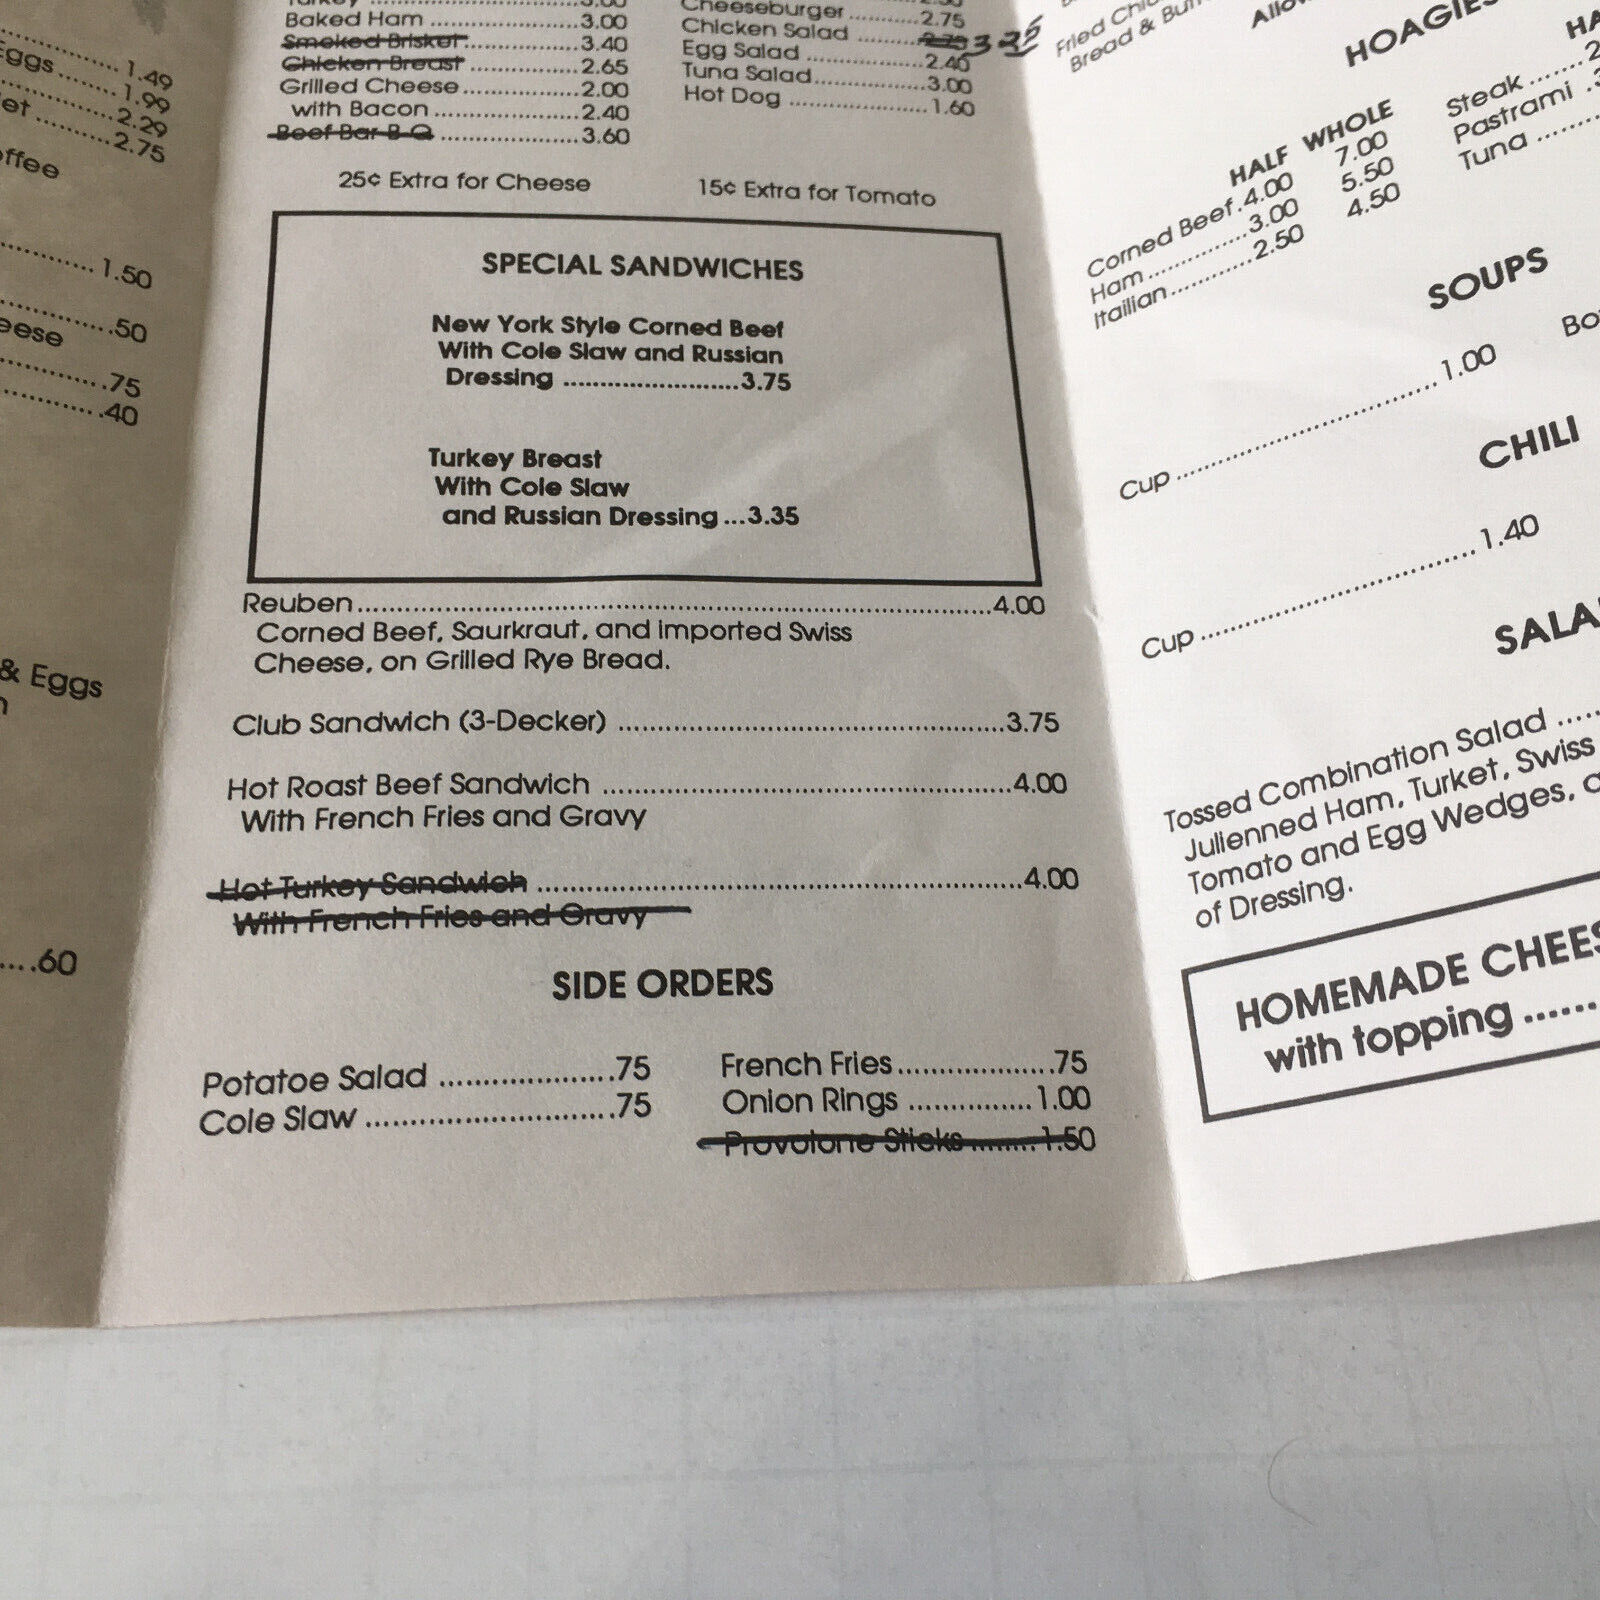 1.49
Eggs ..... 1.99
2.29
2.75
1.50
.50
.75
.40
& Eggs
.60
Turkey ..... 3.00
Baked Ham ..... 3.00
Smoked Brisket ..... 3.40
Chicken Breast ..... 2.65
Grilled Cheese ..... 2.00
with Bacon ..... 2.40
Beef Bar-B-Q ..... 3.60
Cheeseburger ..... 2.75
Chicken Salad ..... 3 25
Egg Salad ..... 2.40
Tuna Salad ..... 3.00
Hot Dog ..... 1.60
25¢ Extra for Cheese
15¢ Extra for Tomato
SPECIAL SANDWICHES
New York Style Corned Beef
With Cole Slaw and Russian
Dressing ..... 3.75
Turkey Breast
With Cole Slaw
and Russian Dressing ... 3.35
Reuben ..... 4.00
Corned Beef, Saurkraut, and imported Swiss
Cheese, on Grilled Rye Bread.
Club Sandwich (3-Decker) ..... 3.75
Hot Roast Beef Sandwich ..... 4.00
With French Fries and Gravy
Hot Turkey Sandwich ..... 4.00
With French Fries and Gravy
SIDE ORDERS
Potatoe Salad ..... .75
Cole Slaw ..... .75
French Fries ..... .75
Onion Rings ..... 1.00
Provolone Sticks ..... 1.50
Fried
Bread &
HOAGIES
HALF WHOLE
Corned Beef . 4.00 7.00
Ham ..... 3.00 5.50
Itailian ..... 2.50 4.50
Steak .....
Pastrami .
Tuna .....
SOUPS
Cup ..... 1.00
CHILI
Cup ..... 1.40
Tossed Combination Salad .....
Julienned Ham, Turket, Swiss
Tomato and Egg Wedges,
of Dressing.
HOMEMADE
with topping .....